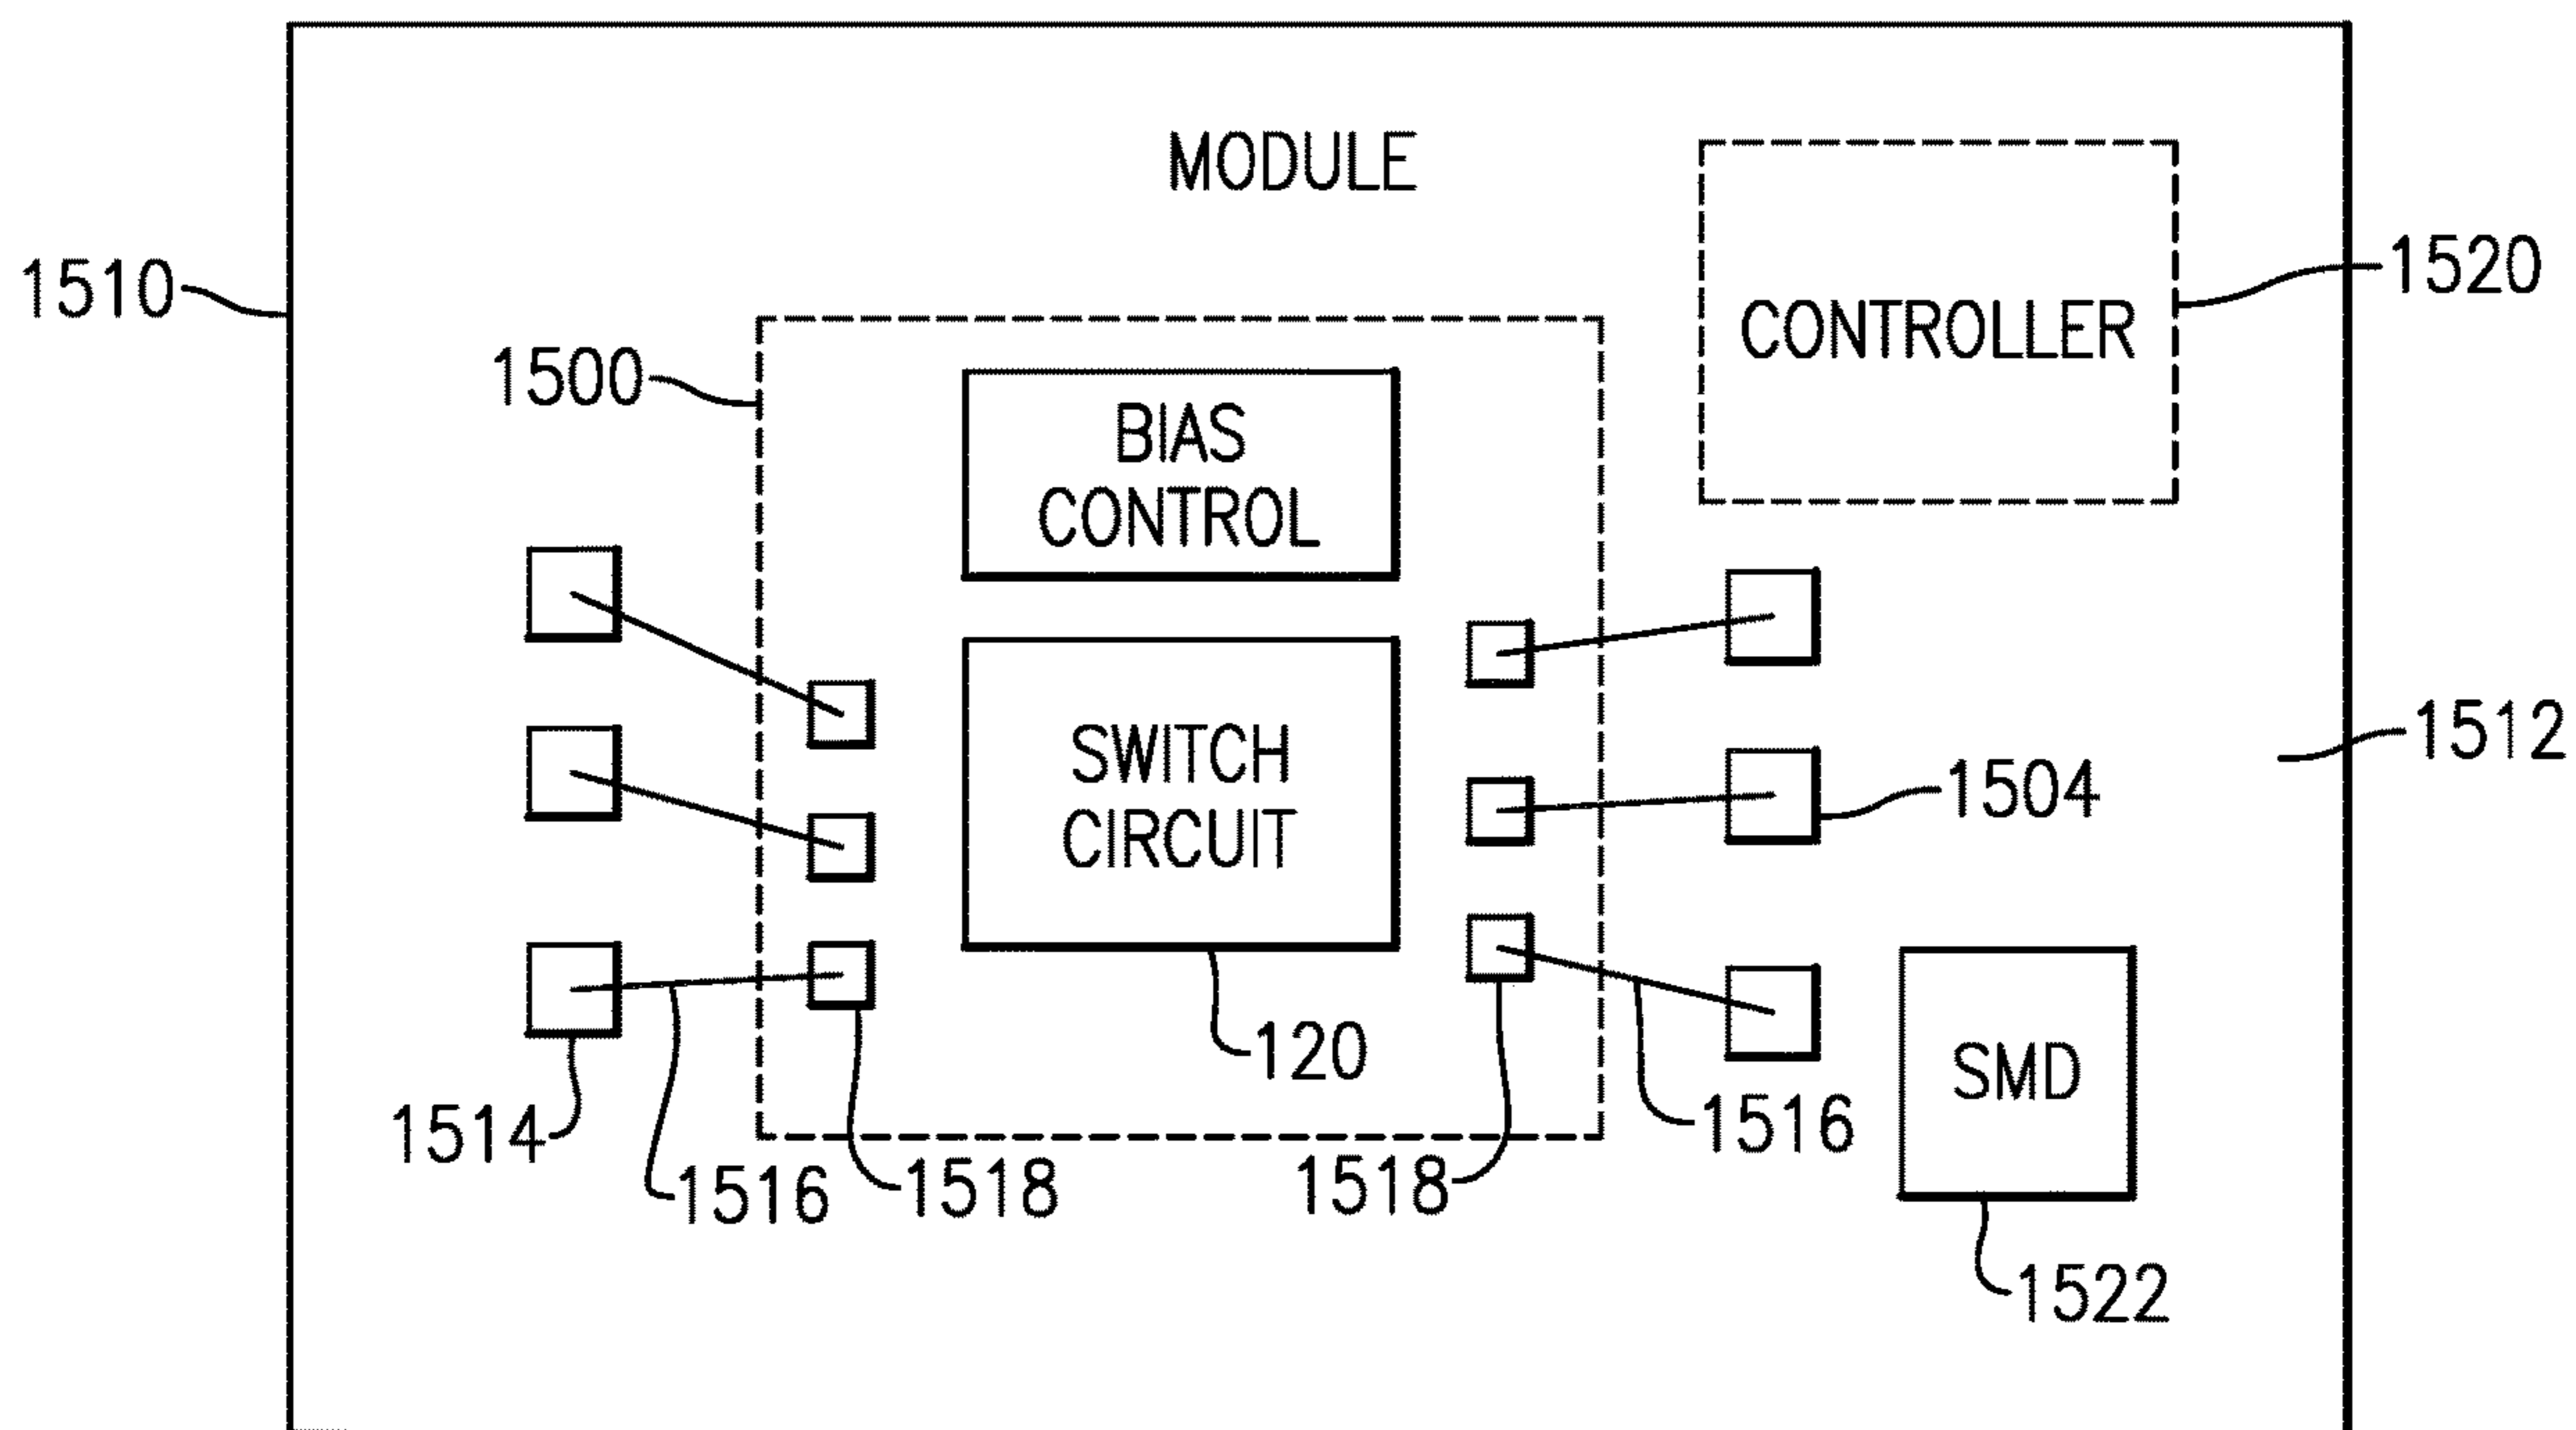 MODULE
1510
1520
CONTROLLER
1500
BIAS
CONTROL
1512
SWITCH
CIRCUIT
1504
120
SMD
1514
1516
1518
1518
1516
1522